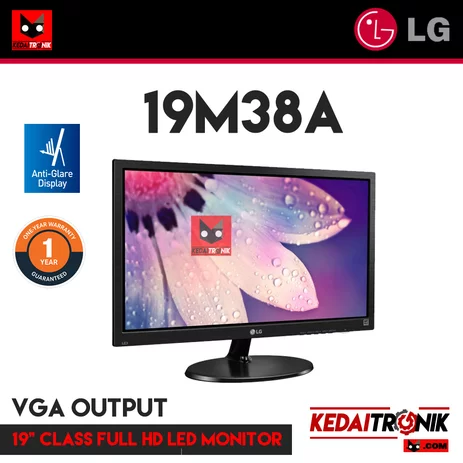 KEDAITRONIK
LG
19M38A
Anti-Glare
Display
ONE-YEAR WARRANTY
1
YEAR
GUARANTEED
KEDAITRONIK
LG
VGA OUTPUT
19" CLASS FULL HD LED MONITOR
KEDAITRONIK
.COM